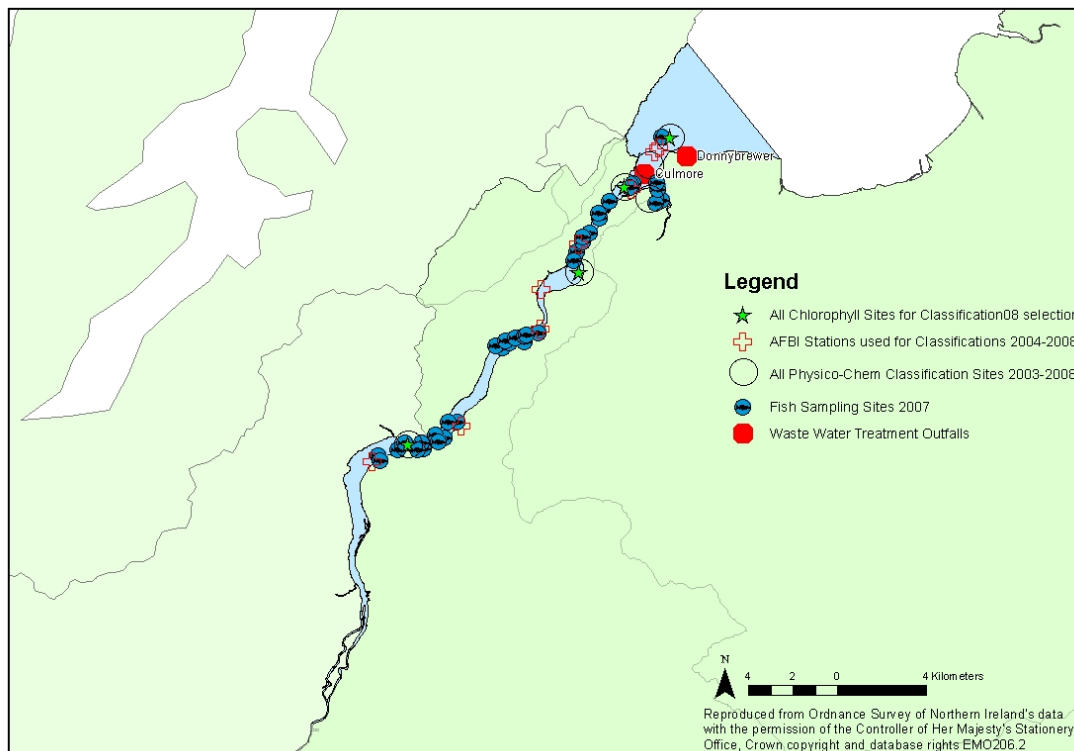 Donnybrewer
Culmore
Legend
All Chlorophyll Sites for Classification08 selection
AFBI Stations used for Classifications 2004-2008
All Physico-Chem Classification Sites 2003-2008
Fish Sampling Sites 2007
Waste Water Treatment Outfalls
N
4 2 0 4 Kilometers
Reproduced from Ordnance Survey of Northern Ireland's data
with the permission of the Controller of Her Majesty's Stationery
Office, Crown copyright and database rights EMO206.2